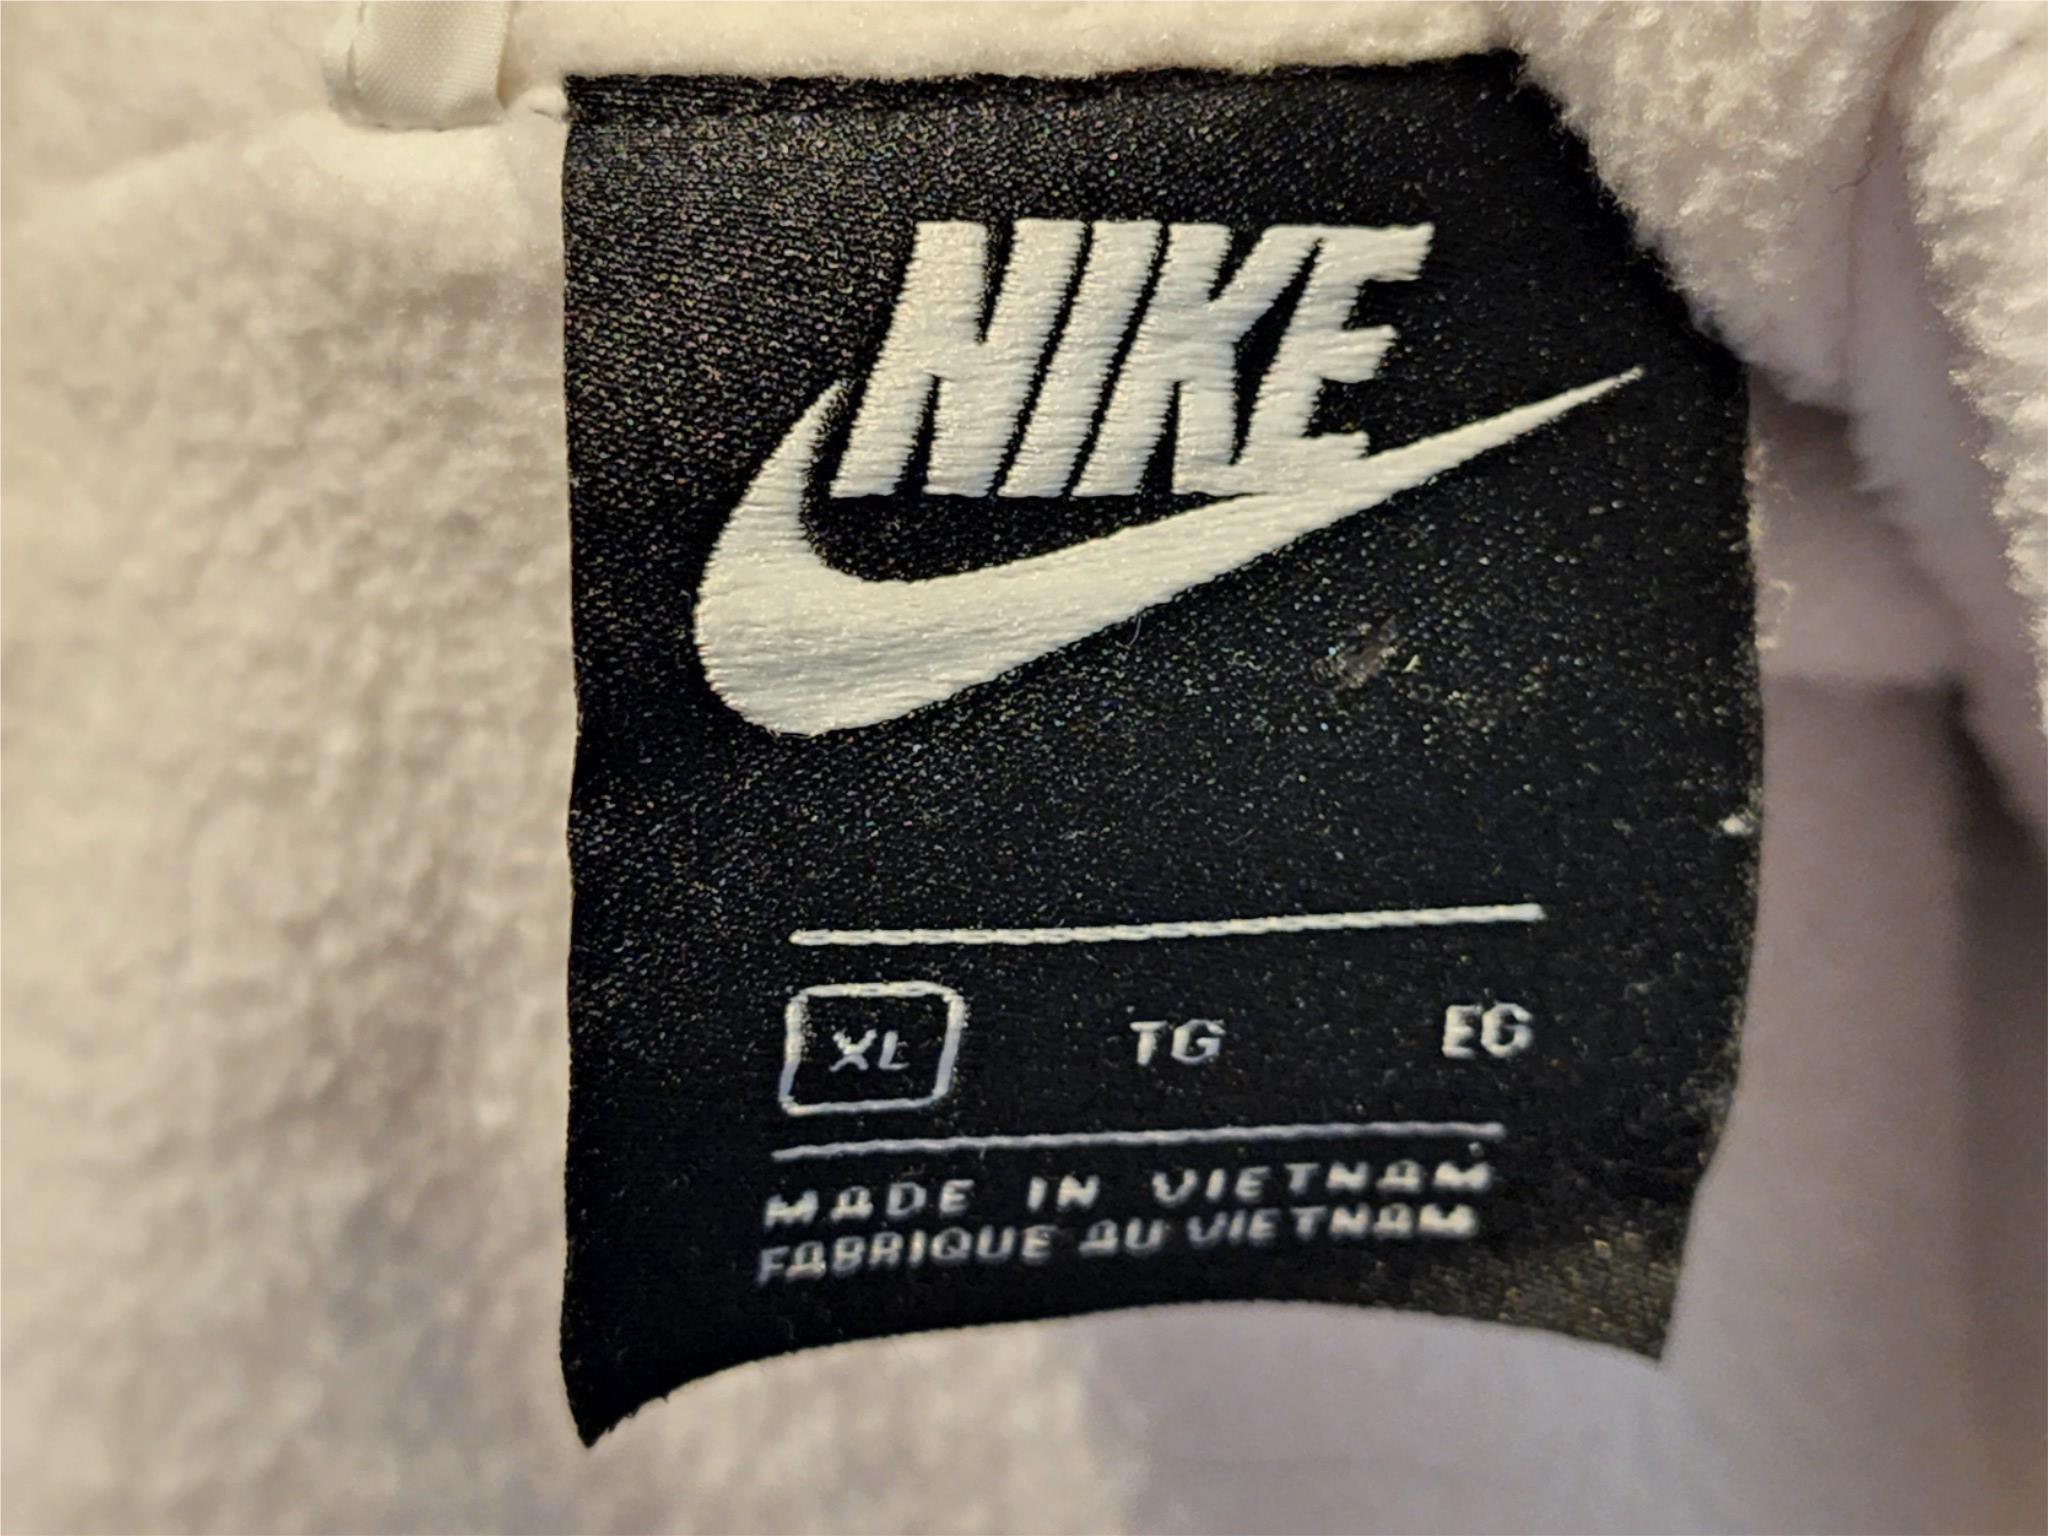 NIKE
XL TG EG
MADE IN VIETNAM
FABRIQUE AU VIETNAM